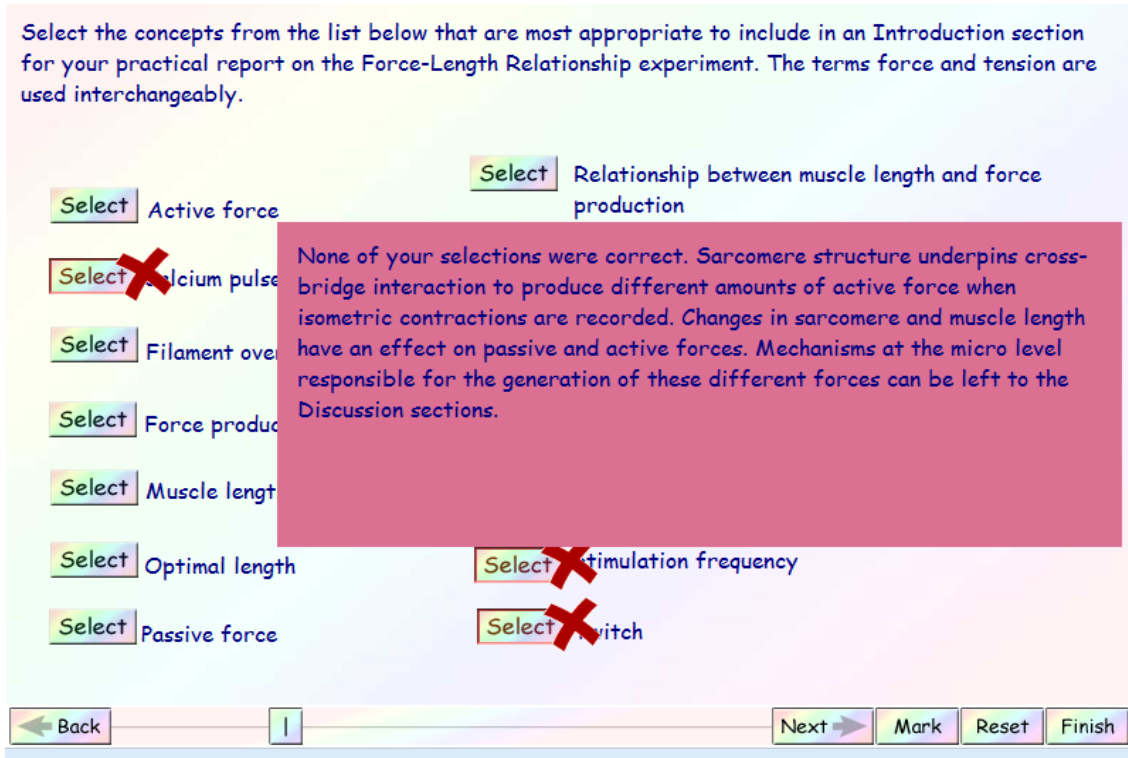 Select the concepts from the list below that are most appropriate to include in an Introduction section
for your practical report on the Force-Length Relationship experiment. The terms force and tension are
used interchangeably.
Select Active force
Select pulse
Select Filament
Select Force
Select Muscle
Select Optimal length
Select Passive force
Select Relationship between muscle length and force
production
None of your selections were correct. Sarcomere structure underpins cross-
bridge interaction to produce different amounts of active force when
isometric contractions are recorded. Changes in sarcomere and muscle length
have an effect on passive and active forces. Mechanisms at the micro level
responsible for the generation of these different forces can be left to the
Discussion sections.
Select stimulation frequency
Select Twitch
Back
Next
Mark
Reset
Finish